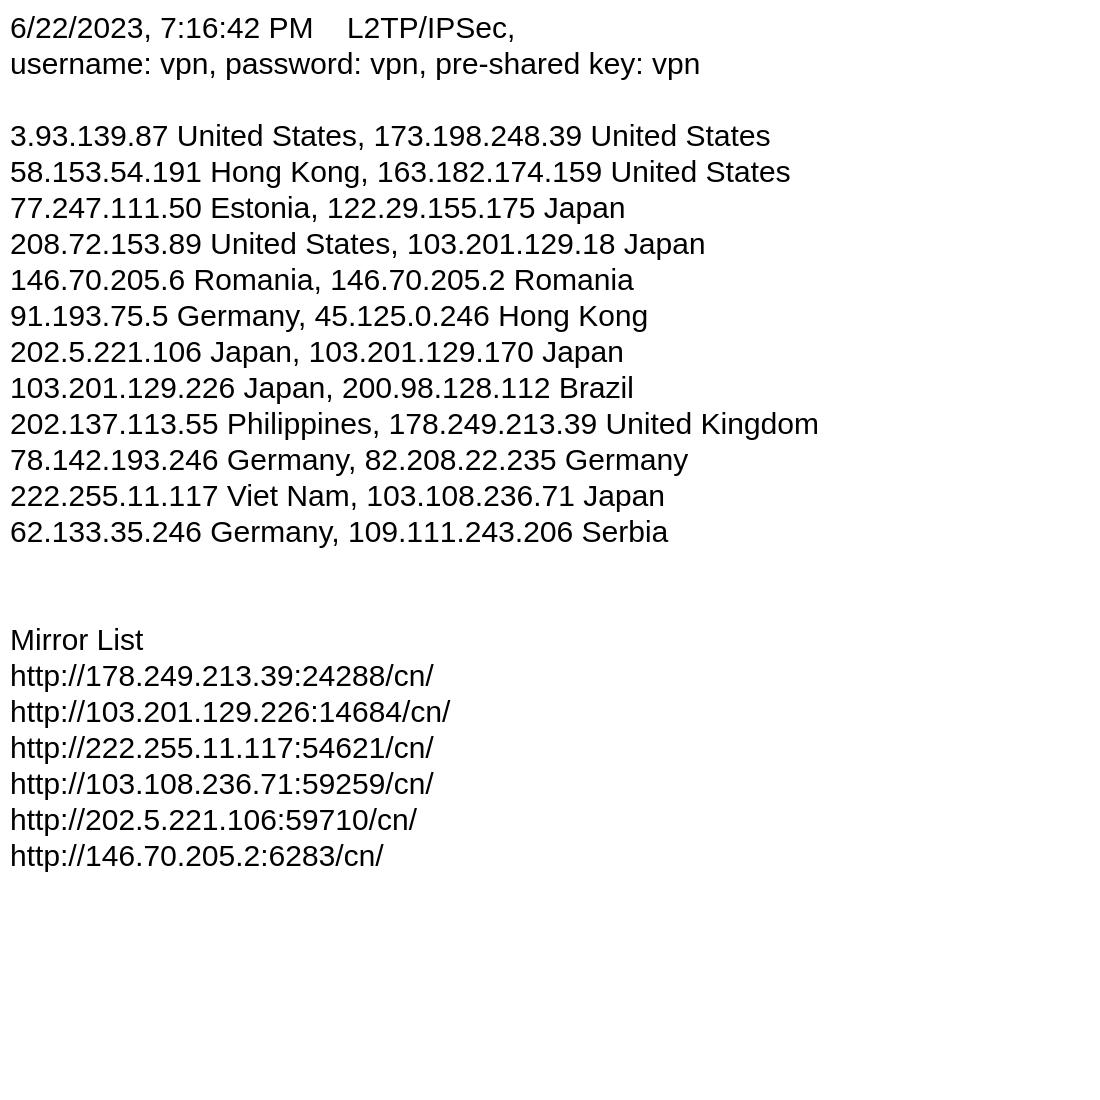 6/22/2023, 7:16:42 PM    L2TP/IPSec,
username: vpn, password: vpn, pre-shared key: vpn
3.93.139.87 United States, 173.198.248.39 United States
58.153.54.191 Hong Kong, 163.182.174.159 United States
77.247.111.50 Estonia, 122.29.155.175 Japan
208.72.153.89 United States, 103.201.129.18 Japan
146.70.205.6 Romania, 146.70.205.2 Romania
91.193.75.5 Germany, 45.125.0.246 Hong Kong
202.5.221.106 Japan, 103.201.129.170 Japan
103.201.129.226 Japan, 200.98.128.112 Brazil
202.137.113.55 Philippines, 178.249.213.39 United Kingdom
78.142.193.246 Germany, 82.208.22.235 Germany
222.255.11.117 Viet Nam, 103.108.236.71 Japan
62.133.35.246 Germany, 109.111.243.206 Serbia
Mirror List
http://178.249.213.39:24288/cn/
http://103.201.129.226:14684/cn/
http://222.255.11.117:54621/cn/
http://103.108.236.71:59259/cn/
http://202.5.221.106:59710/cn/
http://146.70.205.2:6283/cn/